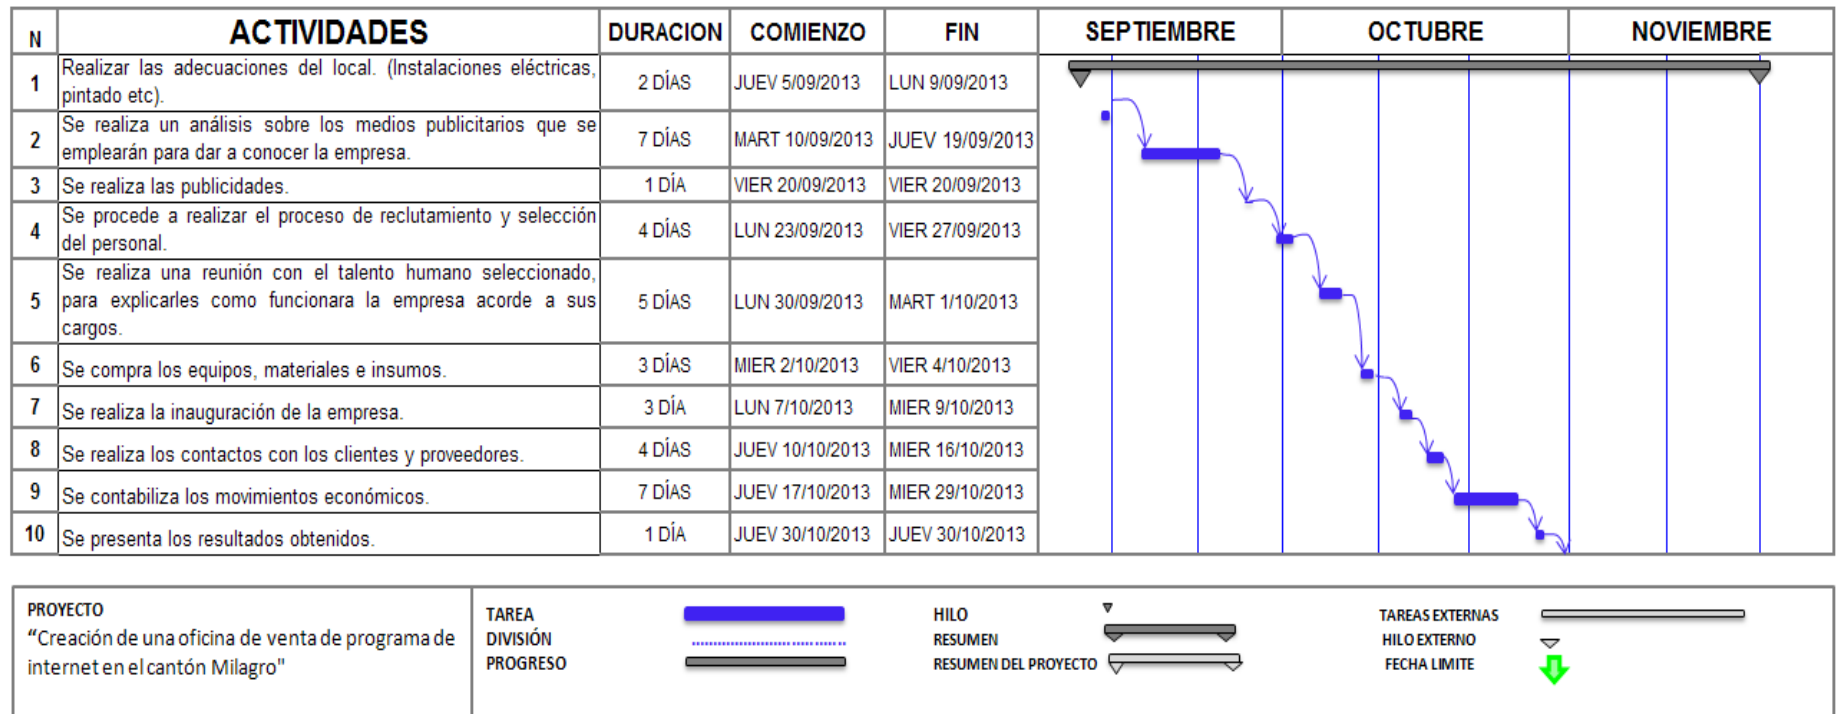 N ACTIVIDADES DURACION COMIENZO FIN SEPTIEMBRE OCTUBRE NOVIEMBRE
1 Realizar las adecuaciones del local. (Instalaciones eléctricas, 2 DÍAS JUEV 5/09/2013 LUN 9/09/2013
pintado etc).
2 Se realiza un análisis sobre los medios publicitarios que se 7 DÍAS MART 10/09/2013 JUEV 19/09/2013
emplearán para dar a conocer la empresa.
3 Se realiza las publicidades. 1 DÍA VIER 20/09/2013 VIER 20/09/2013
4 Se procede a realizar el proceso de reclutamiento y selección 4 DÍAS LUN 23/09/2013 VIER 27/09/2013
del personal.
5 Se realiza una reunión con el talento humano seleccionado, 5 DÍAS LUN 30/09/2013 MART 1/10/2013
para explicarles como funcionara la empresa acorde a sus
cargos.
6 Se compra los equipos, materiales e insumos. 3 DÍAS MIER 2/10/2013 VIER 4/10/2013
7 Se realiza la inauguración de la empresa. 3 DÍA LUN 7/10/2013 MIER 9/10/2013
8 Se realiza los contactos con los clientes y proveedores. 4 DÍAS JUEV 10/10/2013 MIER 16/10/2013
9 Se contabiliza los movimientos económicos. 7 DÍAS JUEV 17/10/2013 MIER 29/10/2013
10 Se presenta los resultados obtenidos. 1 DÍA JUEV 30/10/2013 JUEV 30/10/2013
PROYECTO
“Creación de una oficina de venta de programa de
internet en el cantón Milagro"
TAREA
DIVISIÓN
PROGRESO
HILO
RESUMEN
RESUMEN DEL PROYECTO
TAREAS EXTERNAS
HILO EXTERNO
FECHA LIMITE